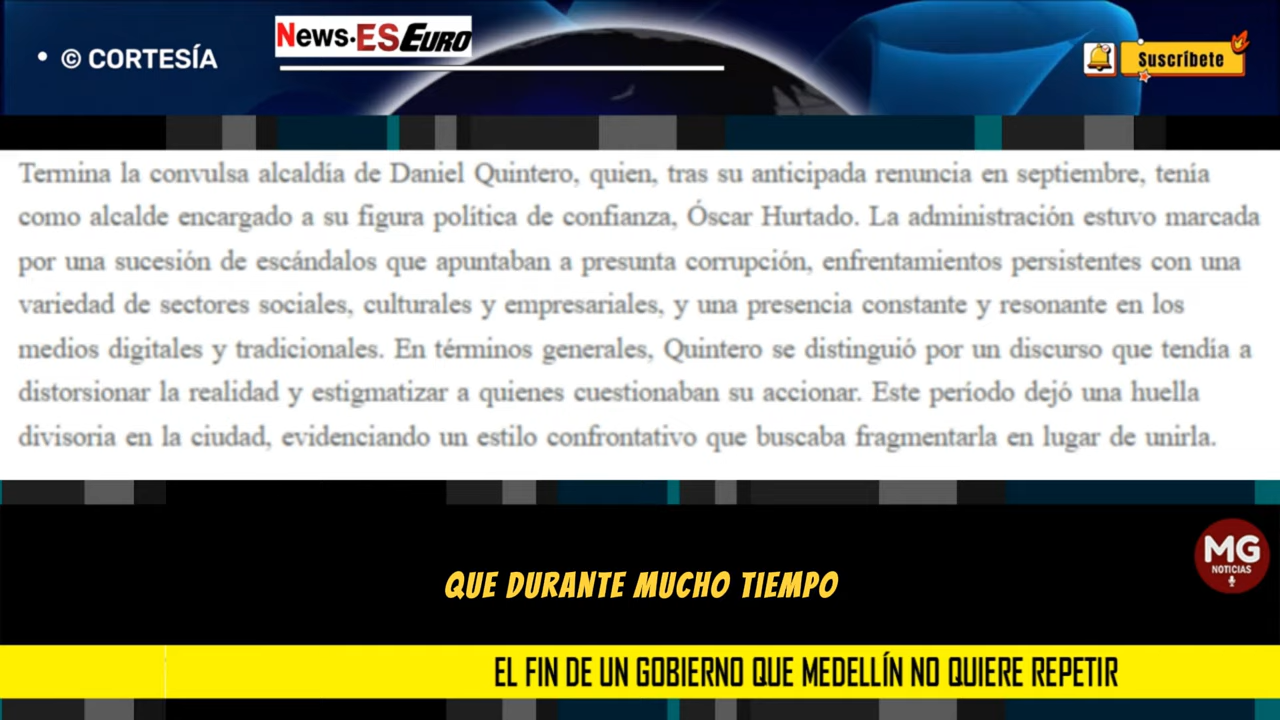 • © CORTESÍA
News·ESEURO
Suscríbete
Termina la convulsa alcaldía de Daniel Quintero, quien, tras su anticipada renuncia en septiembre, tenía
como alcalde encargado a su figura política de confianza, Óscar Hurtado. La administración estuvo marcada
por una sucesión de escándalos que apuntaban a presunta corrupción, enfrentamientos persistentes con una
variedad de sectores sociales, culturales y empresariales, y una presencia constante y resonante en los
medios digitales y tradicionales. En términos generales, Quintero se distinguió por un discurso que tendía a
distorsionar la realidad y estigmatizar a quienes cuestionaban su accionar. Este período dejó una huella
divisoria en la ciudad, evidenciando un estilo confrontativo que buscaba fragmentarla en lugar de unirla.
MG
NOTICIAS
QUE DURANTE MUCHO TIEMPO
EL FIN DE UN GOBIERNO QUE MEDELLÍN NO QUIERE REPETIR